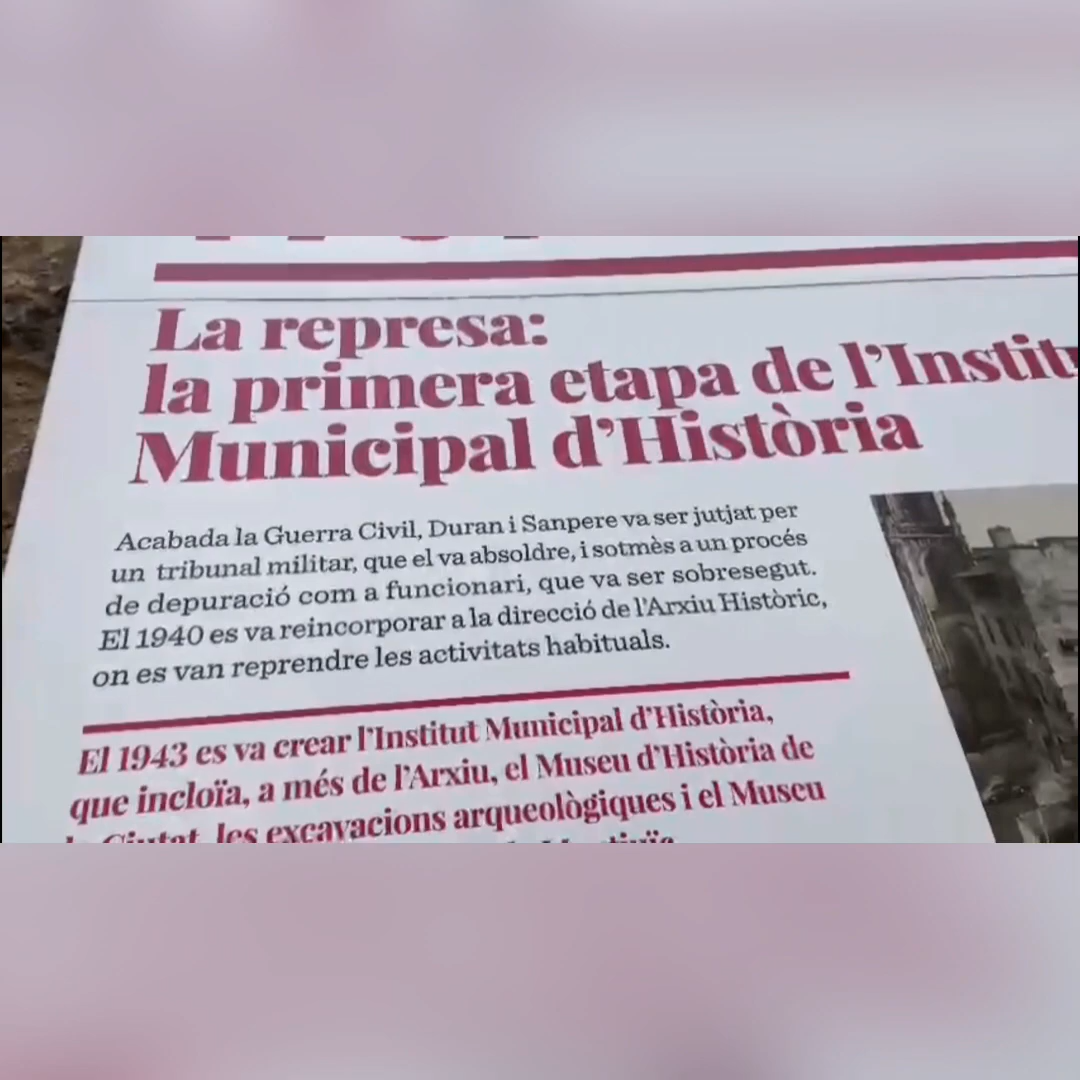 La represa:
la primera etapa de l'Institu
Municipal d'Història
Acabada la Guerra Civil, Duran i Sanpere va ser jutjat per
un tribunal militar, que el va absoldre, i sotmès a un procés
de depuració com a funcionari, que va ser sobresegut.
El 1940 es va reincorporar a la direcció de l'Arxiu Històric,
on es van reprendre les activitats habituals.
El 1943 es va crear l'Institut Municipal d'Història,
que incloïa, a més de l'Arxiu, el Museu d'Història de
la Ciutat, les excavacions arqueològiques i el Museu